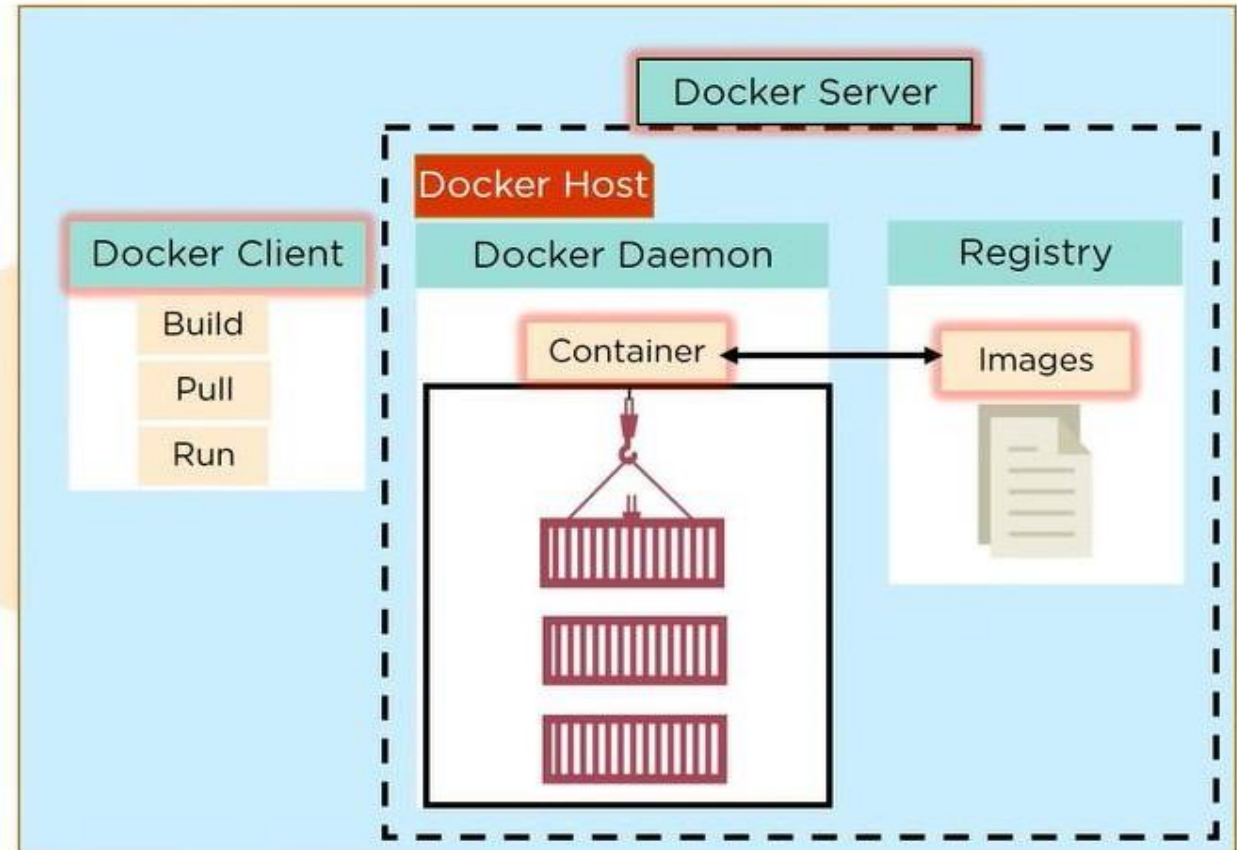 Docker Server
Docker Host
Docker Client
Build
Pull
Run
Docker Daemon
Container
Registry
Images